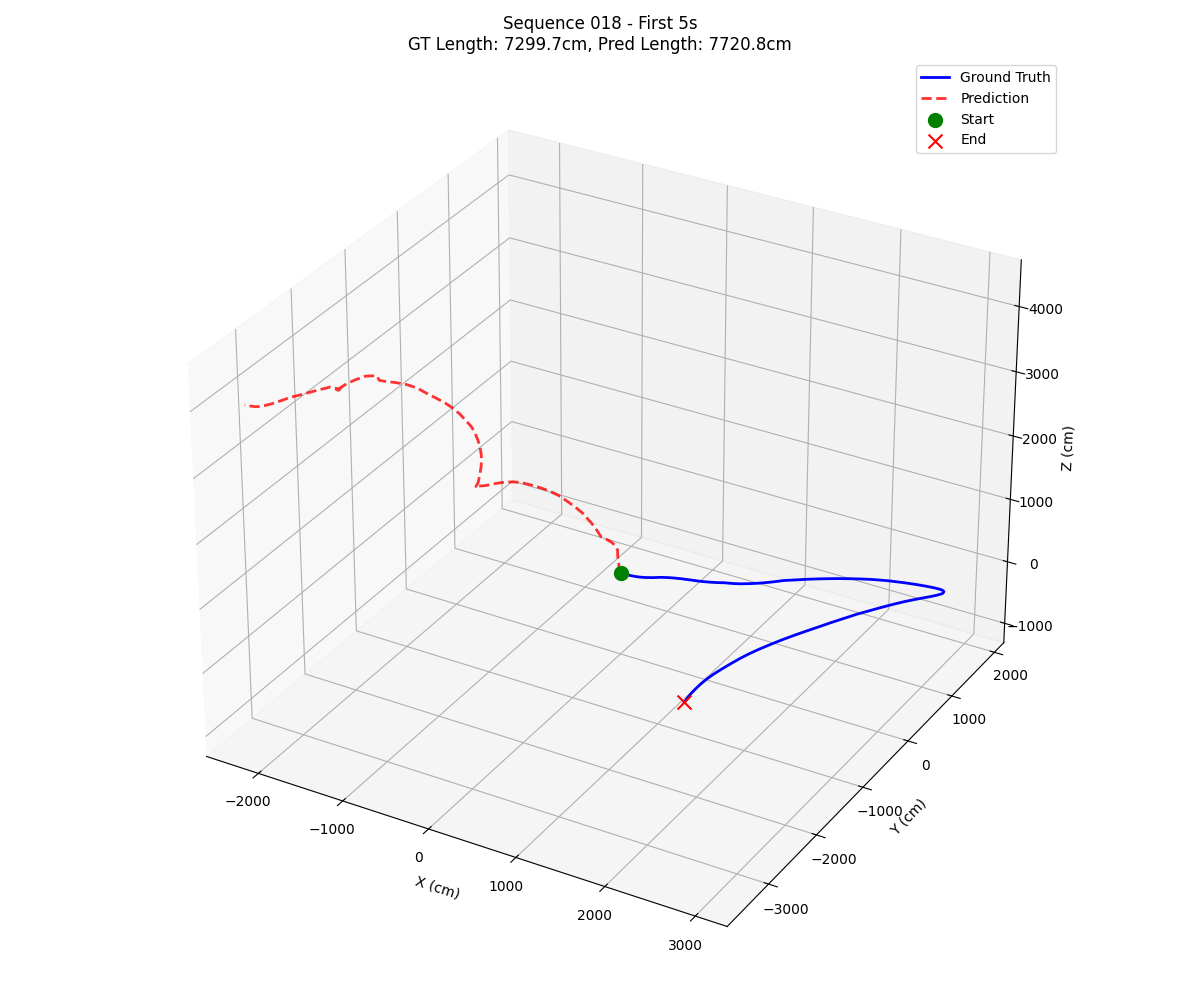 Sequence 018 - First 5s
GT Length: 7299.7cm, Pred Length: 7720.8cm
Ground Truth
Prediction
Start
End
4000
3000
2000
1000
0
−1000
Z (cm)
2000
1000
0
−1000
−2000
−3000
Y (cm)
−2000
−1000
0
1000
2000
3000
X (cm)